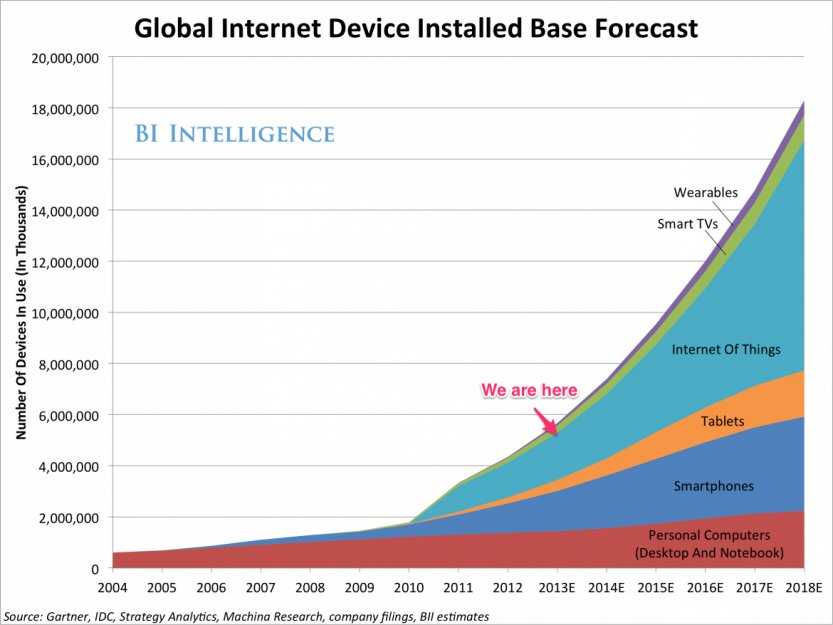 Global Internet Device Installed Base Forecast
20,000,000
18,000,000
16,000,000
14,000,000
12,000,000
10,000,000
8,000,000
6,000,000
4,000,000
2,000,000
0
Number Of Devices In Use (In Thousands)
BI INTELLIGENCE
Wearables
Smart TVs
Internet Of Things
We are here
Tablets
Smartphones
Personal Computers
(Desktop And Notebook)
2004 2005 2006 2007 2008 2009 2010 2011 2012 2013E 2014E 2015E 2016E 2017E 2018E
Source: Gartner, IDC, Strategy Analytics, Machina Research, company filings, BII estimates